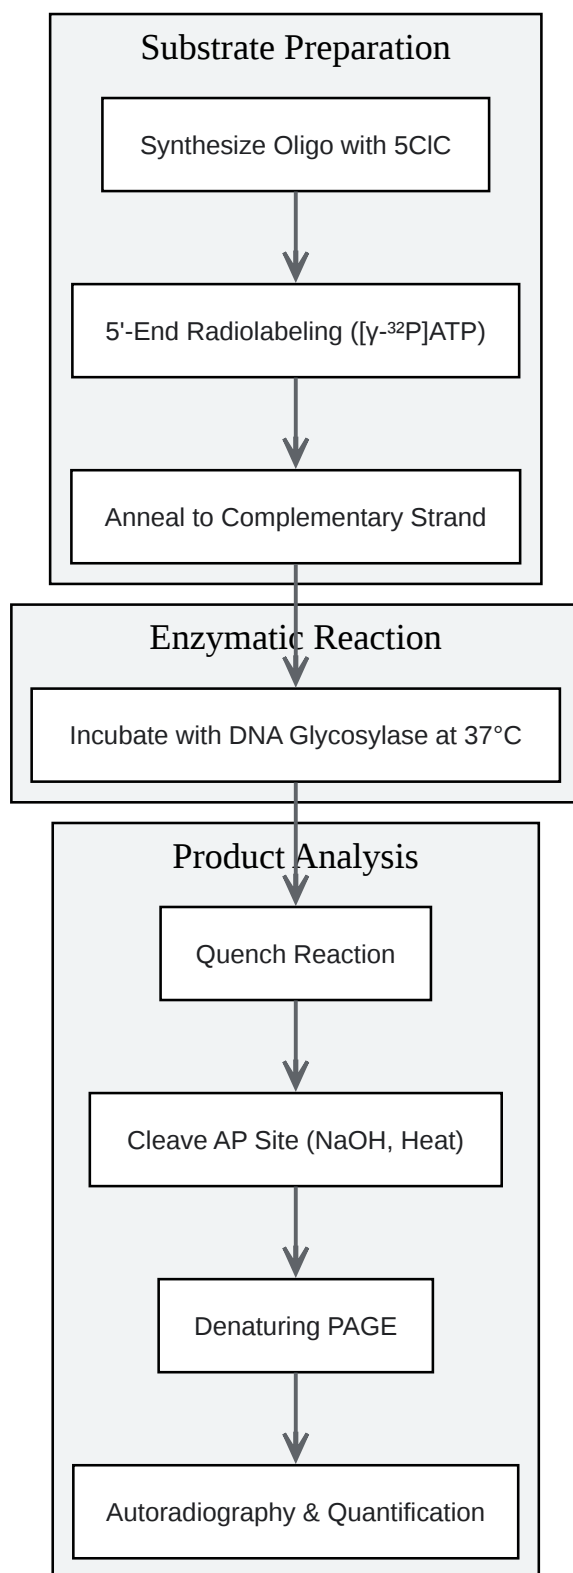 Substrate Preparation
Synthesize Oligo with 5ClC
5'-End Radiolabeling ([γ-³²P]ATP)
Anneal to Complementary Strand
Enzymatic Reaction
Incubate with DNA Glycosylase at 37°C
Product Analysis
Quench Reaction
Cleave AP Site (NaOH, Heat)
Denaturing PAGE
Autoradiography & Quantification